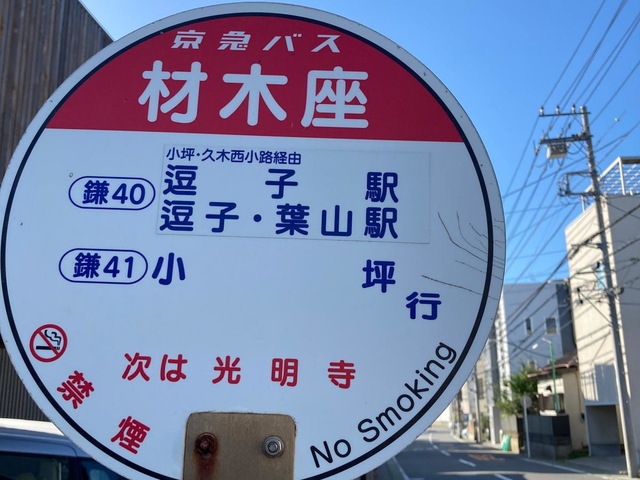 京急バス
材木座
小坪・久木西小路経由
鎌40 逗子駅
逗子・葉山駅
鎌41 小坪
行
次は光明寺
禁煙
No Smoking